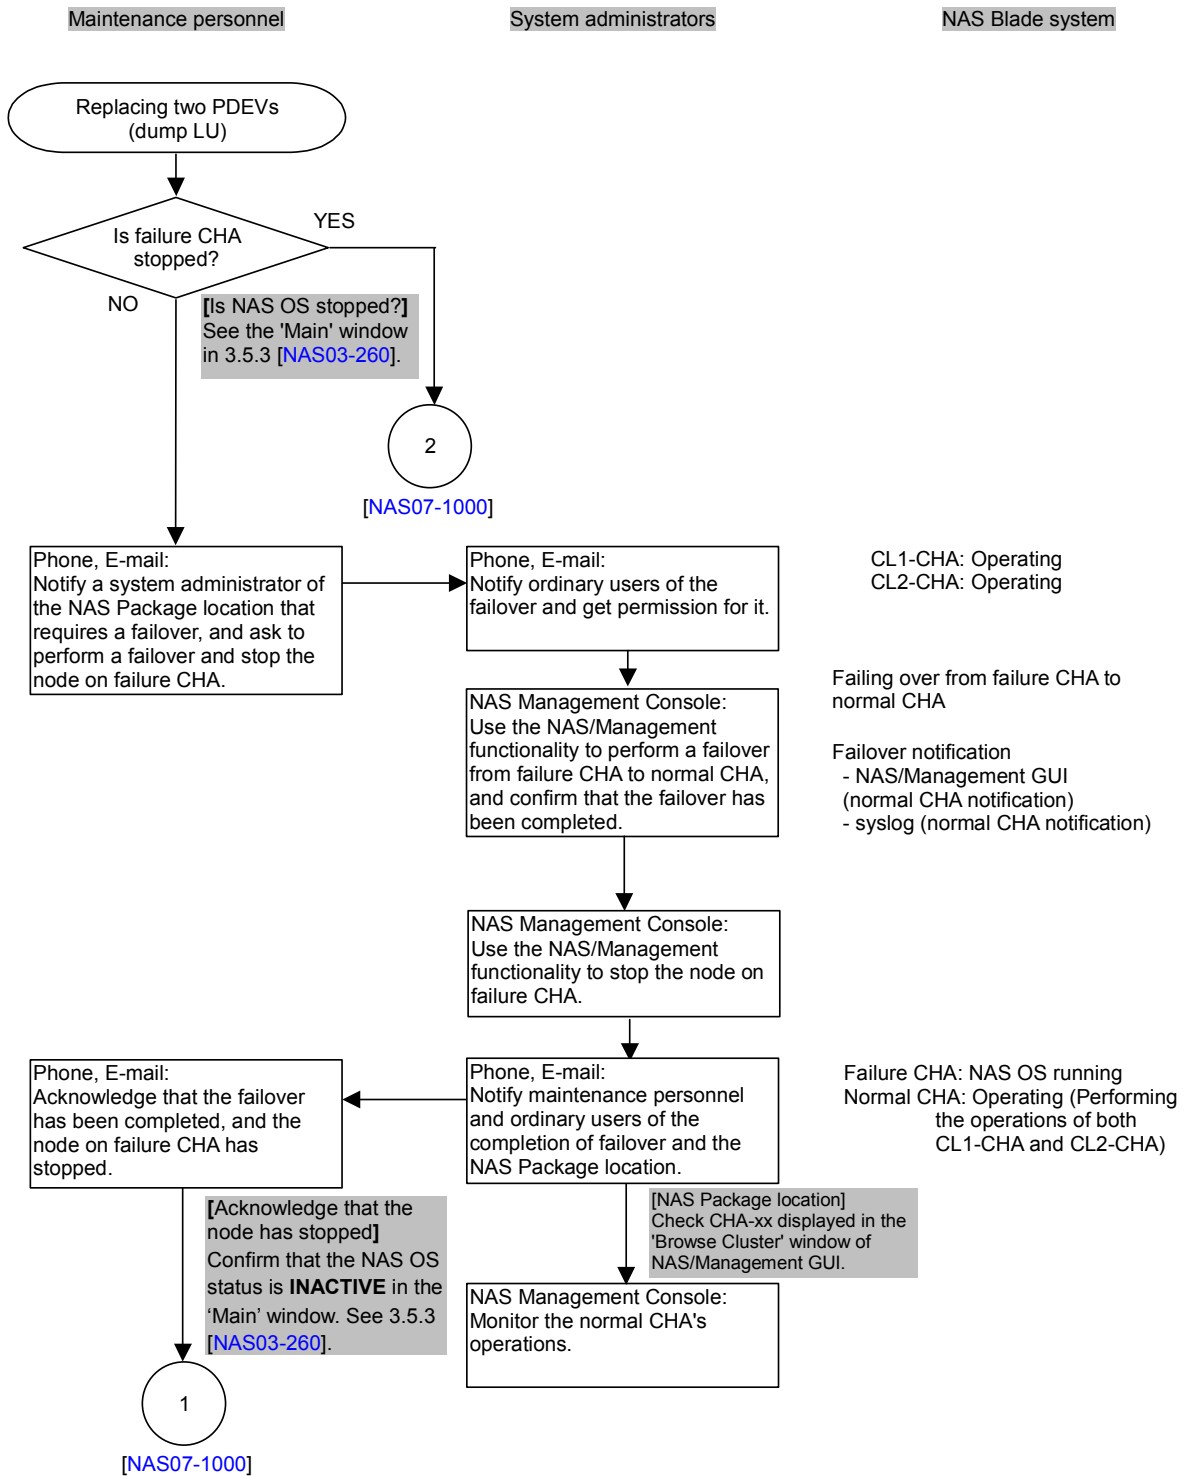 Maintenance personnel
System administrators
NAS Blade system
Replacing two PDEVs
(dump LU)
Is failure CHA
stopped?
YES
NO
[Is NAS OS stopped?]
See the 'Main' window
in 3.5.3 [NAS03-260].
2
[NAS07-1000]
Phone, E-mail:
Notify a system administrator of
the NAS Package location that
requires a failover, and ask to
perform a failover and stop the
node on failure CHA.
Phone, E-mail:
Notify ordinary users of the
failover and get permission for it.
CL1-CHA: Operating
CL2-CHA: Operating
NAS Management Console:
Use the NAS/Management
functionality to perform a failover
from failure CHA to normal CHA,
and confirm that the failover has
been completed.
Failing over from failure CHA to
normal CHA
Failover notification
- NAS/Management GUI
(normal CHA notification)
- syslog (normal CHA notification)
NAS Management Console:
Use the NAS/Management
functionality to stop the node on
failure CHA.
Phone, E-mail:
Acknowledge that the failover
has been completed, and the
node on failure CHA has
stopped.
Phone, E-mail:
Notify maintenance personnel
and ordinary users of the
completion of failover and the
NAS Package location.
Failure CHA: NAS OS running
Normal CHA: Operating (Performing
the operations of both
CL1-CHA and CL2-CHA)
[Acknowledge that the
node has stopped]
Confirm that the NAS OS
status is INACTIVE in the
‘Main’ window. See 3.5.3
[NAS03-260].
[NAS Package location]
Check CHA-xx displayed in the
'Browse Cluster' window of
NAS/Management GUI.
NAS Management Console:
Monitor the normal CHA's
operations.
1
[NAS07-1000]